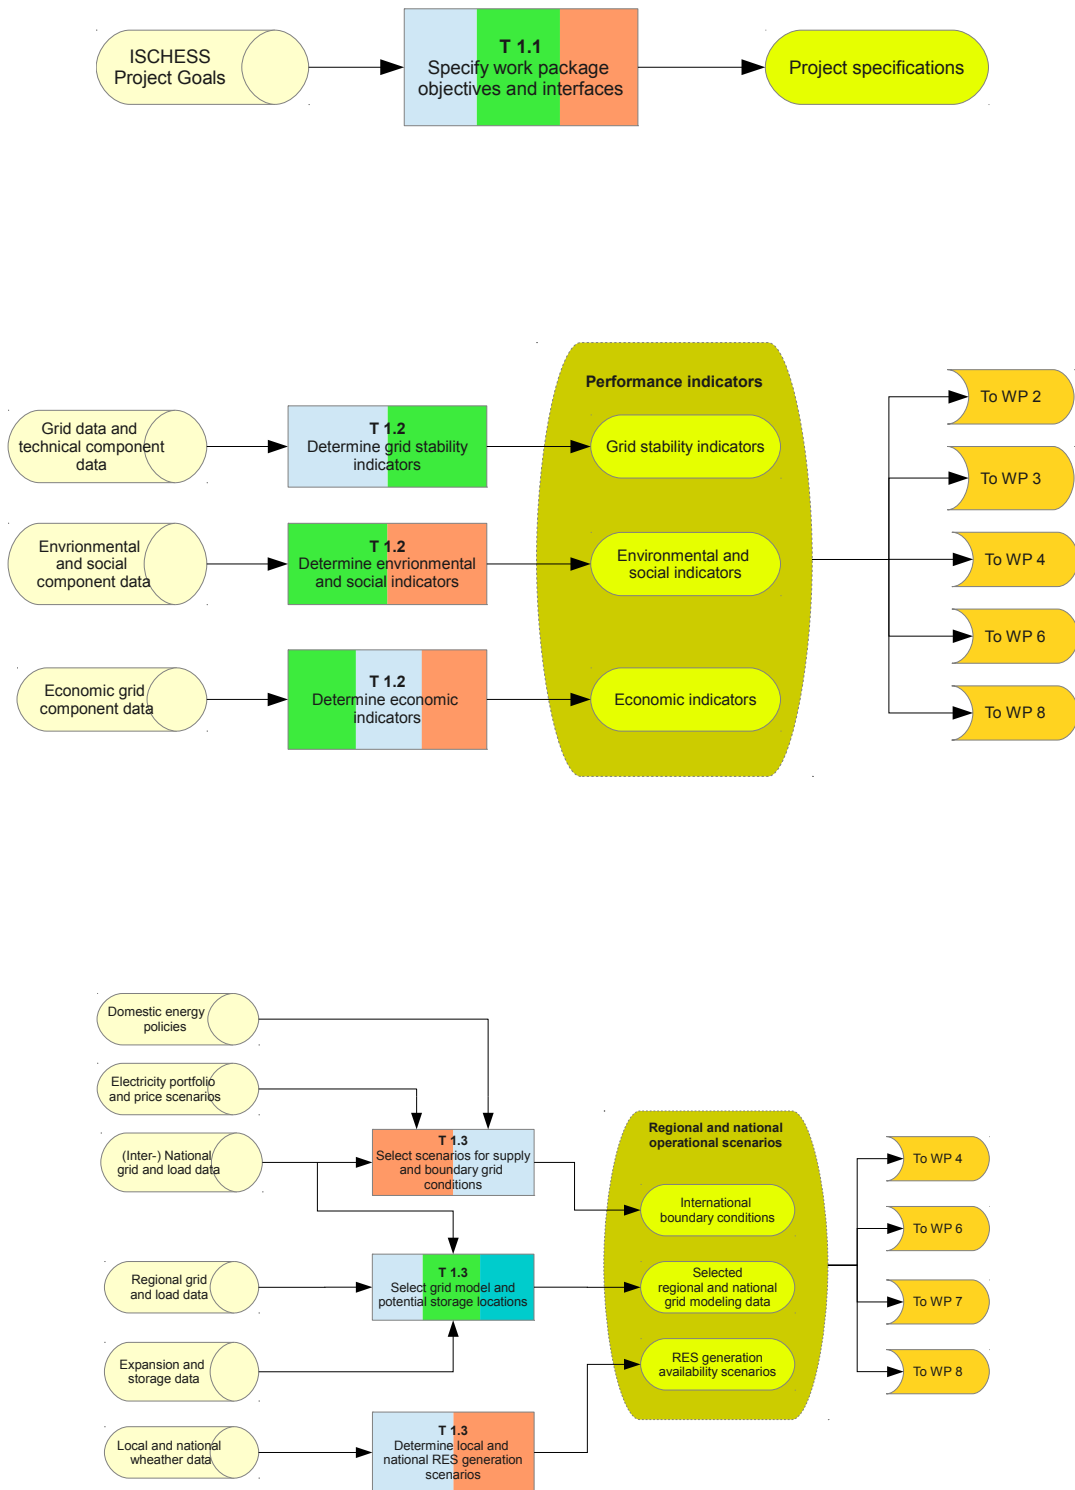 ISCHESS
Project Goals
T 1.1
Specify work package
objectives and interfaces
Project specifications
Performance indicators
Grid data and
technical component
data
T 1.2
Determine grid stability
indicators
Grid stability indicators
Envrionmental
and social
component data
T 1.2
Determine envrionmental
and social indicators
Environmental and
social indicators
Economic grid
component data
T 1.2
Determine economic
indicators
Economic indicators
To WP 2
To WP 3
To WP 4
To WP 6
To WP 8
Domestic energy
policies
Electricity portfolio
and price scenarios
(Inter-) National
grid and load data
T 1.3
Select scenarios for supply
and boundary grid
conditions
Regional grid
and load data
T 1.3
Select grid model and
potential storage locations
Expansion and
storage data
Local and national
wheather data
T 1.3
Determine local and
national RES generation
scenarios
Regional and national
operational scenarios
International
boundary conditions
Selected
regional and national
grid modeling data
RES generation
availability scenarios
To WP 4
To WP 6
To WP 7
To WP 8